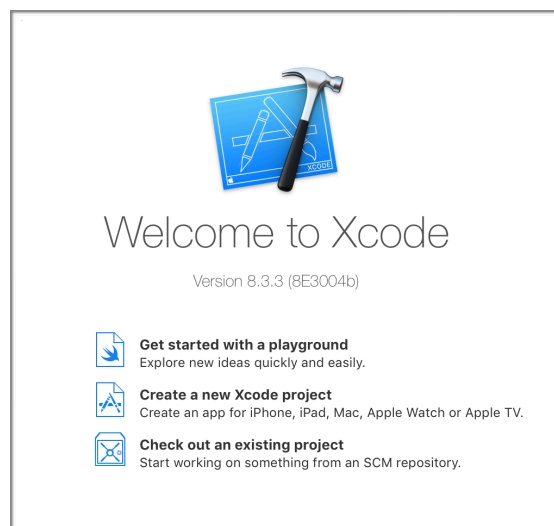 XCODE
Welcome to Xcode
Version 8.3.3 (8E3004b)
Get started with a playground
Explore new ideas quickly and easily.
Create a new Xcode project
Create an app for iPhone, iPad, Mac, Apple Watch or Apple TV.
Check out an existing project
Start working on something from an SCM repository.